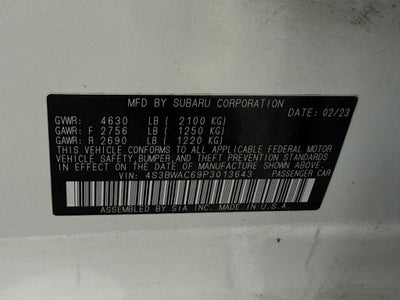 MFD BY SUBARU CORPORATION
DATE: 02/23
GVWR: 4630 LB ( 2100 KG)
GAWR: F 2756 LB ( 1250 KG)
GAWR: R 2690 LB ( 1220 KG)
THIS VEHICLE CONFORMS TO ALL APPLICABLE FEDERAL MOTOR
VEHICLE SAFETY, BUMPER, AND THEFT PREVENTION STANDARDS
IN EFFECT ON THE DATE OF MANUFACTURE SHOWN ABOVE.
VIN: 4S3BWAC69P3013643 PASSENGER CAR
ASSEMBLED BY SIA INC. MADE IN U.S.A.